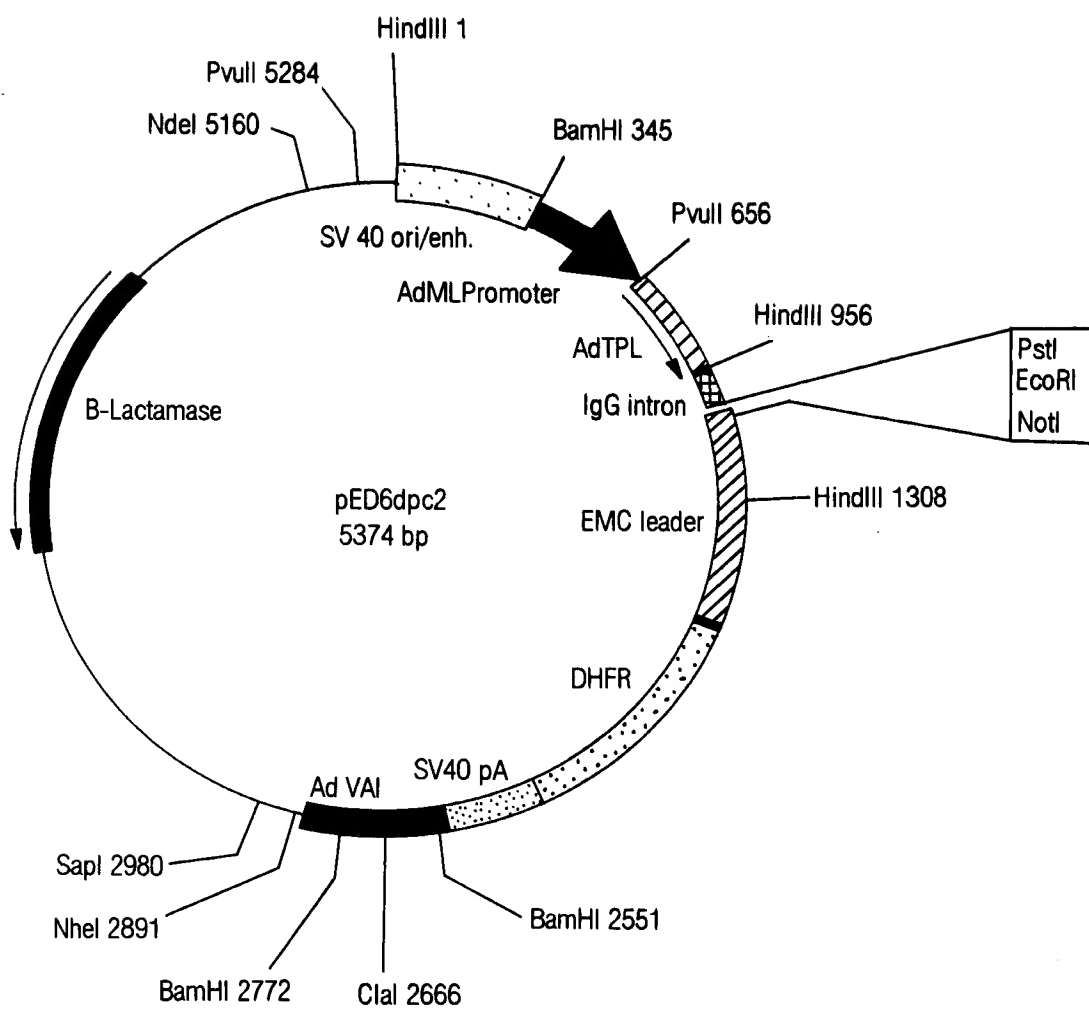 HindIII 1
PvuII 5284
NdeI 5160
BamHI 345
SV 40 ori/enh.
PvuII 656
AdMLPromoter
HindIII 956
AdTPL
IgG intron
PstI
EcoRI
NotI
B-Lactamase
pED6dpc2
5374 bp
EMC leader
HindIII 1308
DHFR
SV40 pA
Ad VAI
SapI 2980
NheI 2891
BamHI 2772
ClaI 2666
BamHI 2551